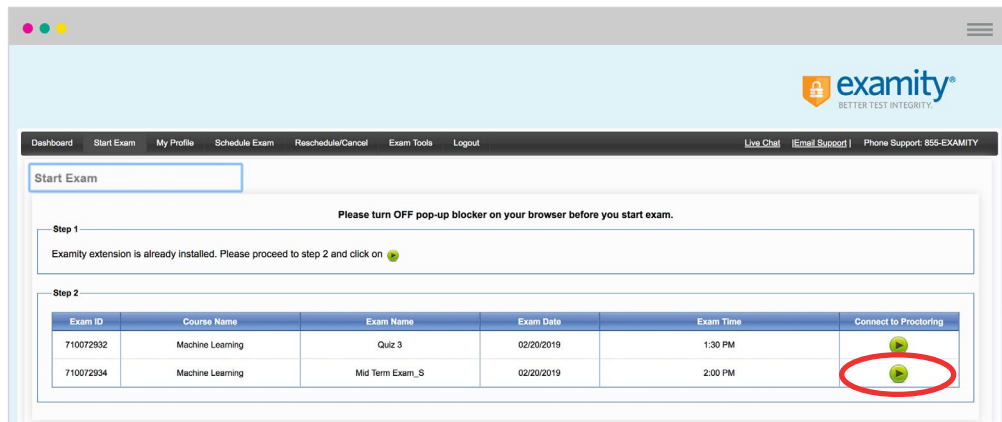 examity®
BETTER TEST INTEGRITY.
Dashboard Start Exam My Profile Schedule Exam Reschedule/Cancel Exam Tools Logout Live Chat |Email Support| Phone Support: 855-EXAMITY
Start Exam
Please turn OFF pop-up blocker on your browser before you start exam.
Step 1
Examity extension is already installed. Please proceed to step 2 and click on
Step 2
Exam ID Course Name Exam Name Exam Date Exam Time Connect to Proctoring
710072932 Machine Learning Quiz 3 02/20/2019 1:30 PM
710072934 Machine Learning Mid Term Exam_S 02/20/2019 2:00 PM